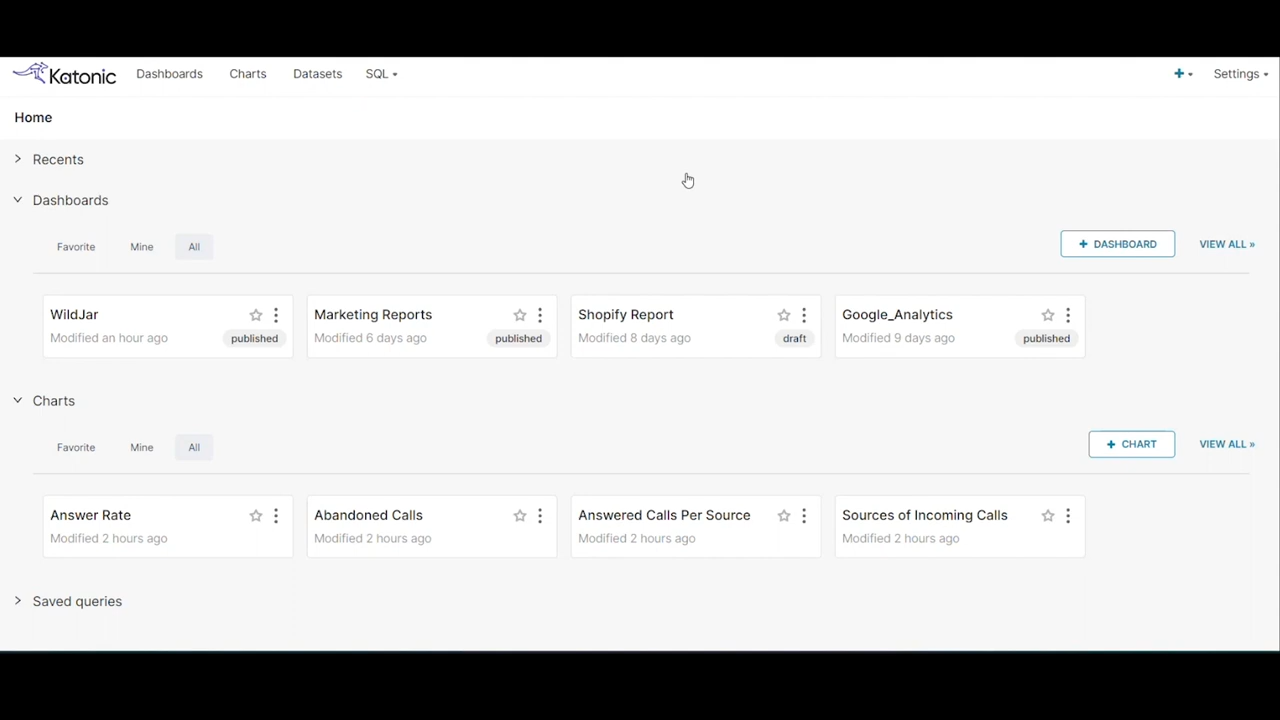 Katonic Dashboards Charts Datasets SQL Settings
Home
Recents
Dashboards
Favorite Mine All + DASHBOARD VIEW ALL »
WildJar Marketing Reports Shopify Report Google_Analytics
Modified an hour ago published Modified 6 days ago published Modified 8 days ago draft Modified 9 days ago published
Charts
Favorite Mine All + CHART VIEW ALL »
Answer Rate Abandoned Calls Answered Calls Per Source Sources of Incoming Calls
Modified 2 hours ago Modified 2 hours ago Modified 2 hours ago Modified 2 hours ago
Saved queries